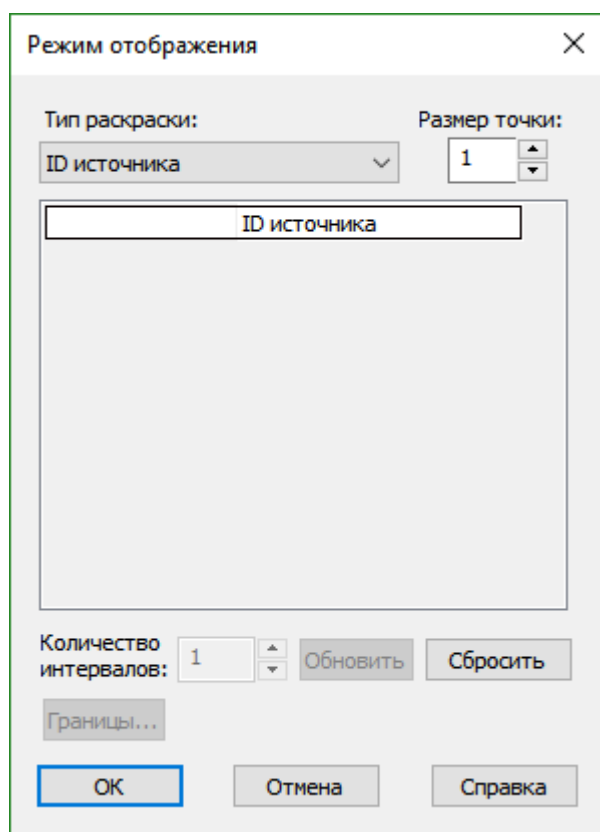 Режим отображения
Тип раскраски:
Размер точки:
ID источника
1
ID источника
Количество
интервалов:
1
Обновить
Сбросить
Границы...
ОК
Отмена
Справка